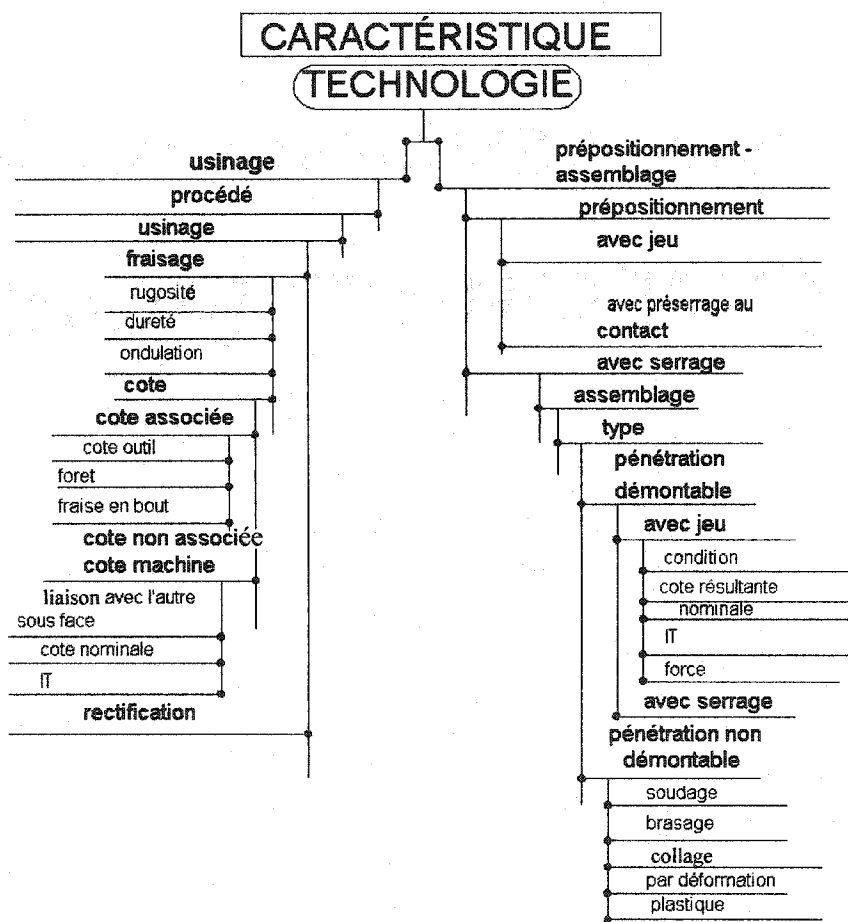 CARACTÉRISTIQUE
TECHNOLOGIE
usinage
procédé
usinage
fraisage
rugosité
dureté
ondulation
cote
cote associée
cote outil
foret
fraise en bout
cote non associée
cote machine
liaison avec l'autre
sous face
cote nominale
IT
rectification
prépositionnement -
assemblage
prépositionnement
avec jeu
avec préserrage au
contact
avec serrage
assemblage
type
pénétration
démontable
avec jeu
condition
cote résultante
nominale
IT
force
avec serrage
pénétration non
démontable
soudage
brasage
collage
par déformation
plastique